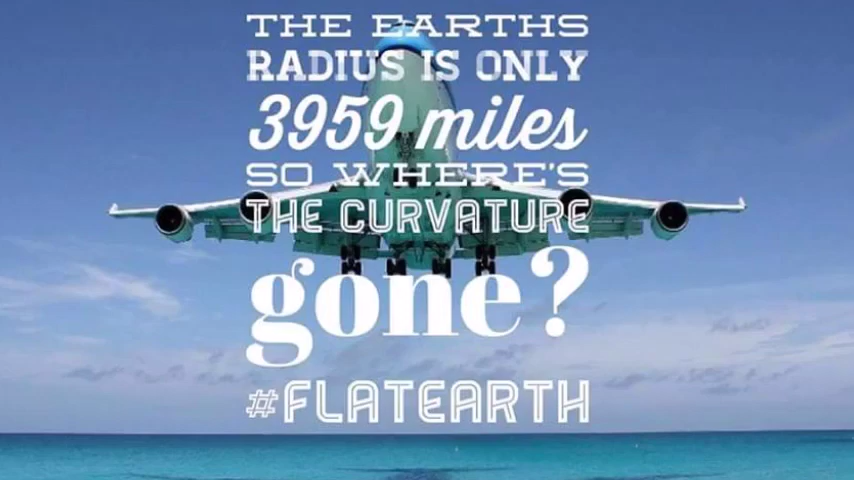 THE EARTHS
RADIUS IS ONLY
3959 miles
SO WHERE'S
THE CURVATURE
gone?
#FLATEARTH